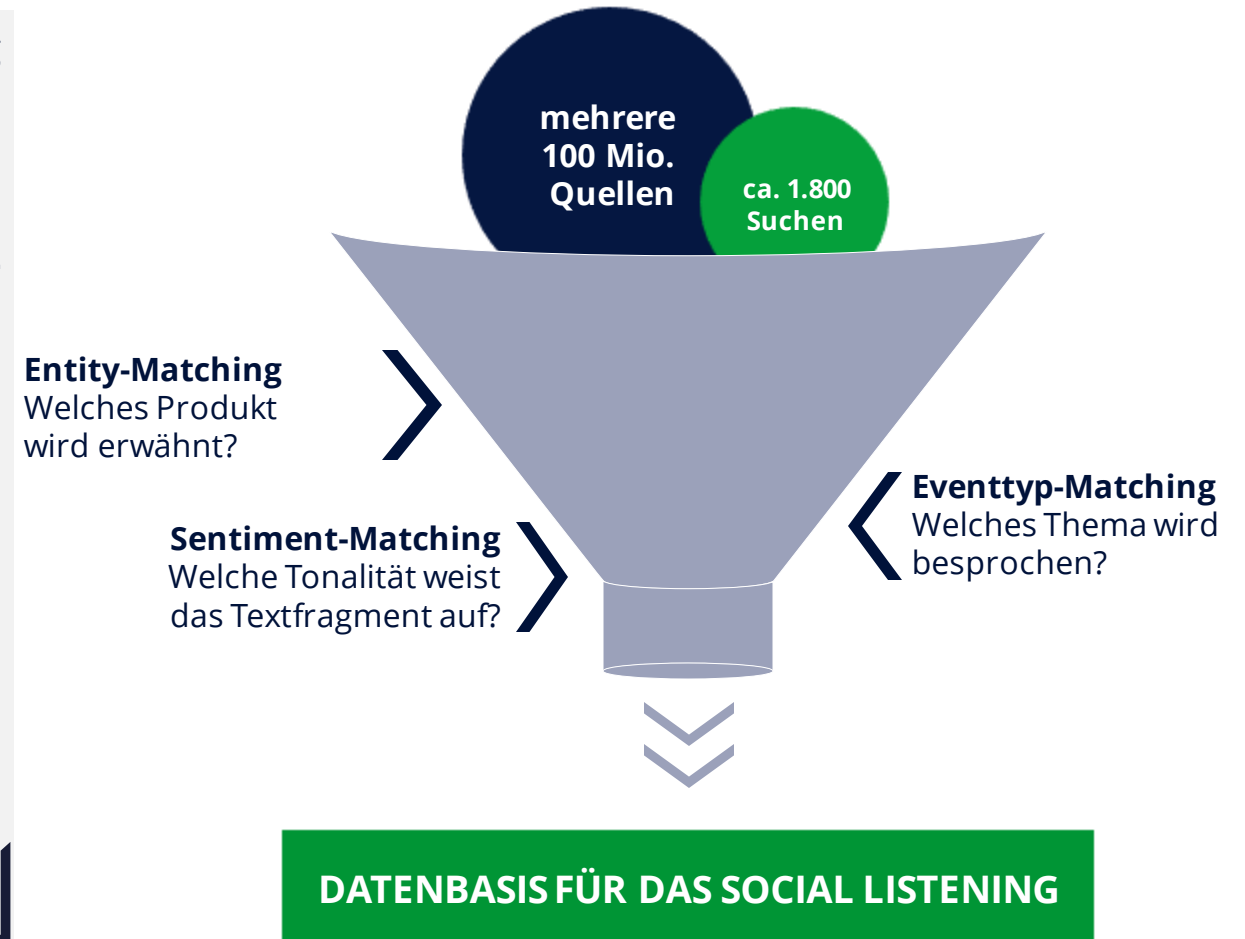 mehrere
100 Mio.
Quellen
ca. 1.800
Suchen
Entity-Matching
Welches Produkt
wird erwähnt?
Eventtyp-Matching
Welches Thema wird
besprochen?
Sentiment-Matching
Welche Tonalität weist
das Textfragment auf?
DATENBASIS FÜR DAS SOCIAL LISTENING